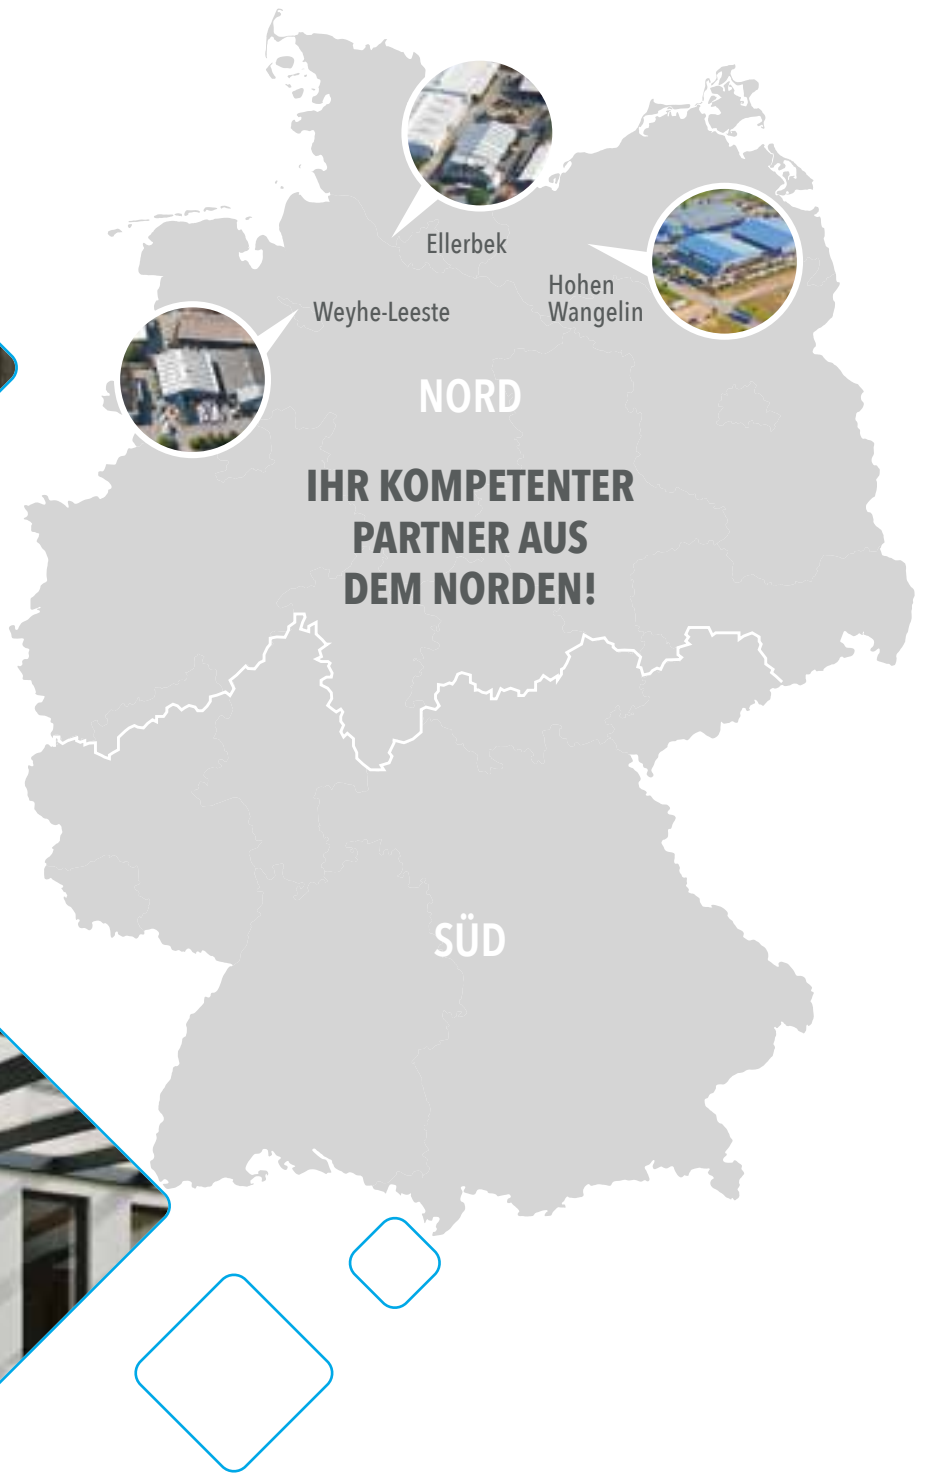 Ellerbek
Hohen
Wangelin
Weyhe-Leeste
NORD
IHR KOMPETENTER
PARTNER AUS
DEM NORDEN!
SÜD